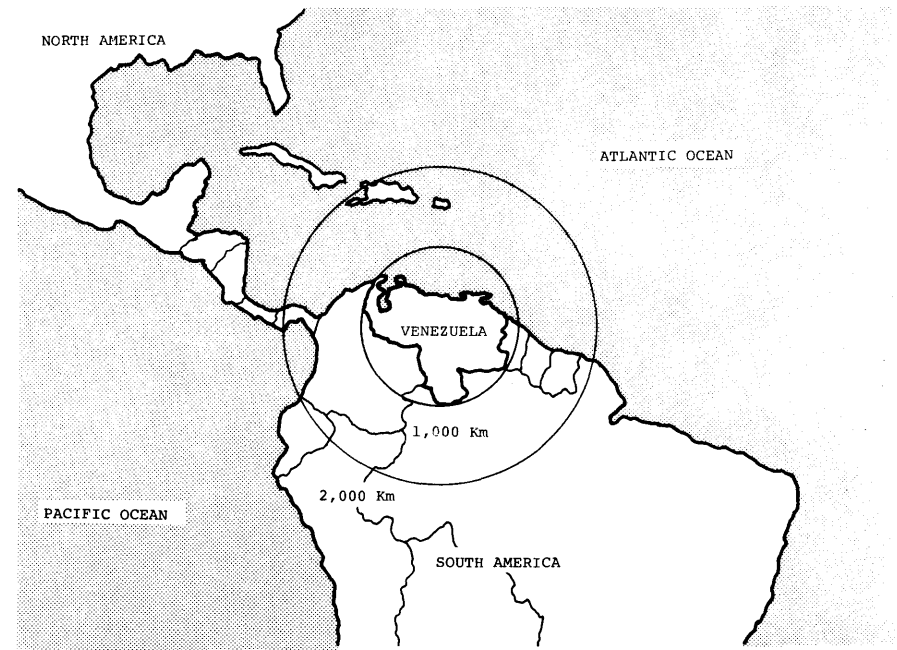 NORTH AMERICA
ATLANTIC OCEAN
VENEZUELA
1,000 Km
2,000 Km
PACIFIC OCEAN
SOUTH AMERICA